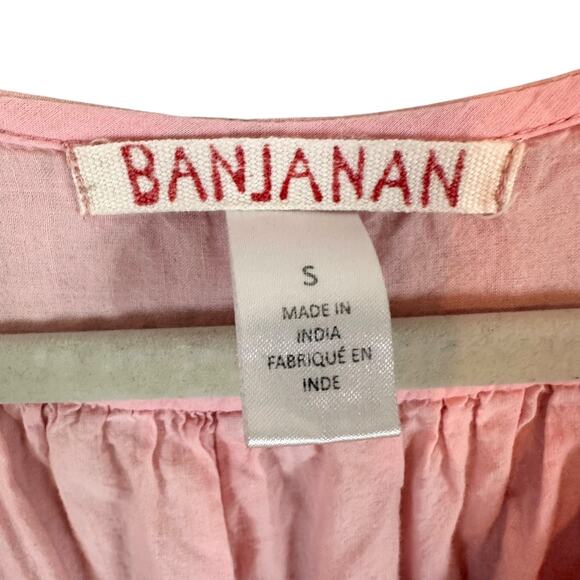 BANJANAN
S
MADE IN
INDIA
FABRIQUÉ EN
INDE